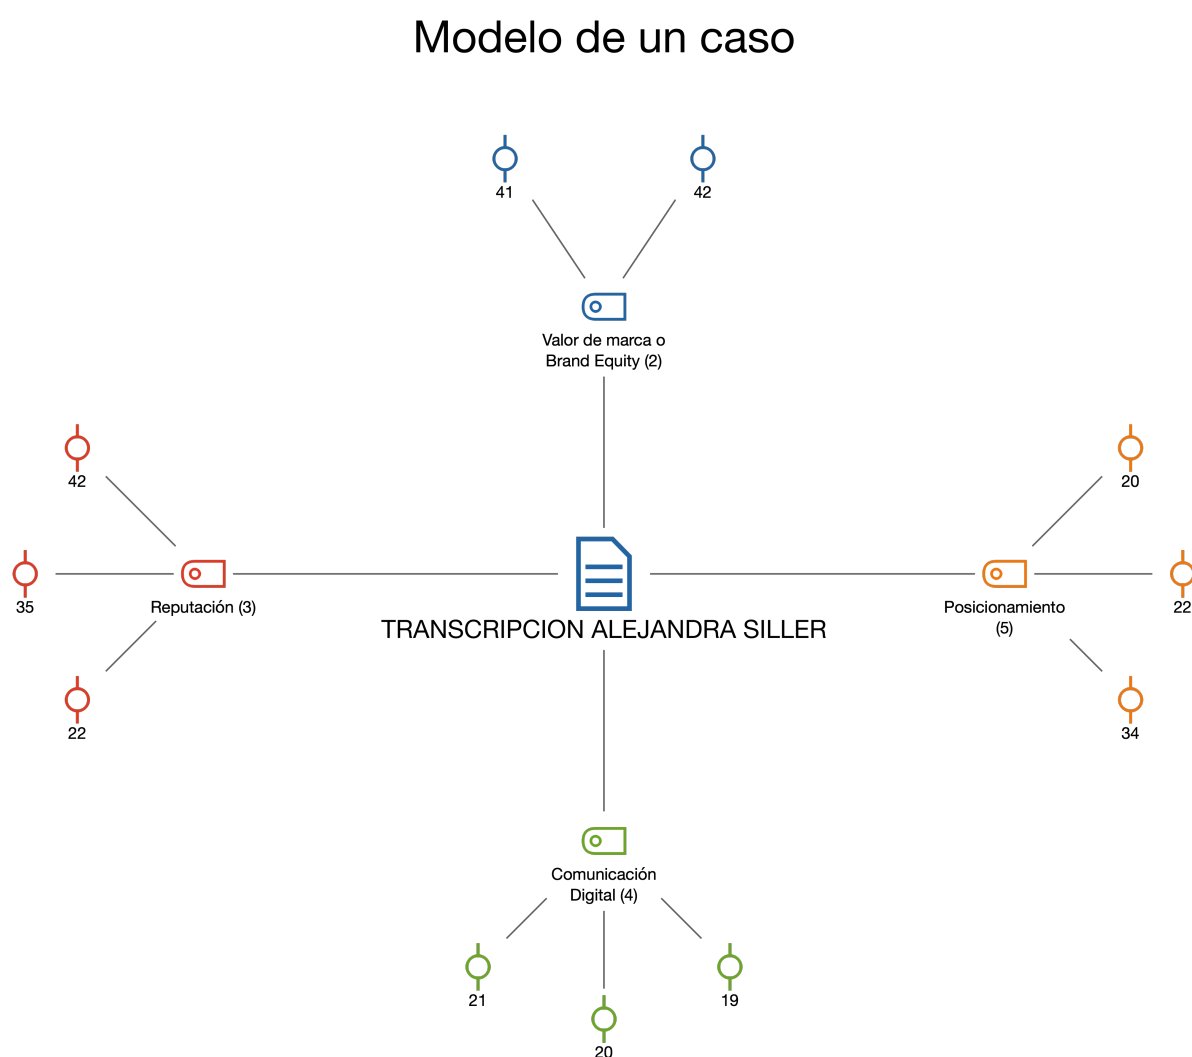 Modelo de un caso
41
42
Valor de marca o
Brand Equity (2)
42
20
35
Reputación (3)
Posicionamiento
(5)
22
TRANSCRIPCION ALEJANDRA SILLER
22
34
Comunicación
Digital (4)
21
19
20